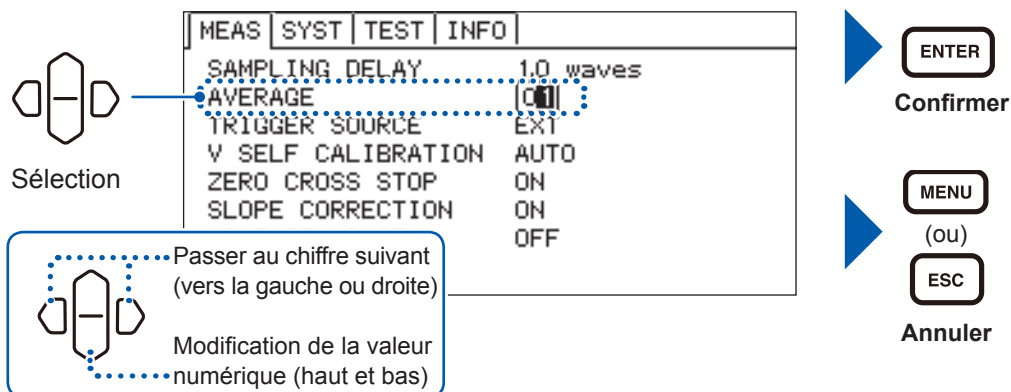 MEAS SYST TEST INFO
SAMPLING DELAY 1.0 waves
AVERAGE 01
TRIGGER SOURCE EXT
V SELF CALIBRATION AUTO
ZERO CROSS STOP ON
SLOPE CORRECTION ON
OFF
Sélection
Passer au chiffre suivant
(vers la gauche ou droite)
Modification de la valeur
numérique (haut et bas)
ENTER
Confirmer
MENU
(ou)
ESC
Annuler